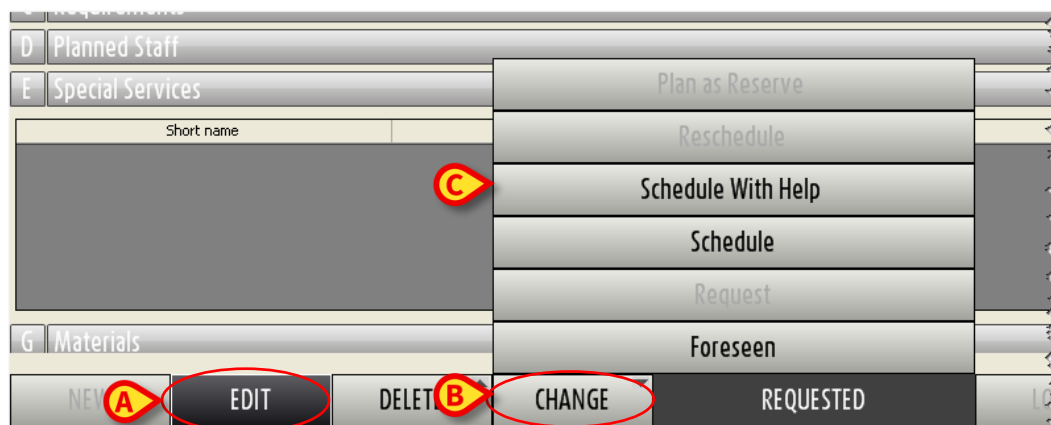 D Planned Staff
E Special Services
Plan as Reserve
Short name
Reschedule
C Schedule With Help
Schedule
Request
G Materials
Foreseen
A EDIT
B CHANGE
REQUESTED